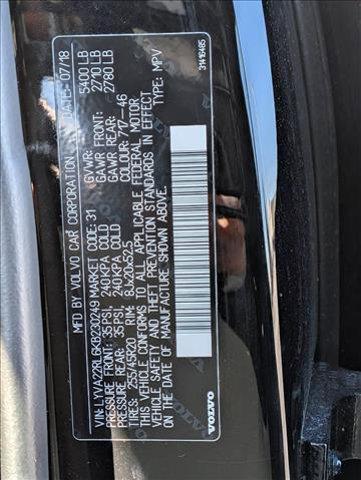 MFD BY: VOLVO CAR CORPORATION DATE: 07/18
GVWR: 5400 LB
GAWR FRONT: 2710 LB
GAWR REAR: 2780 LB
VIN: LYVA22RL6KB230249 MARKET CODE: 31 COLOUR: 717-46
PRESSURE FRONT: 35PSI, 240KPA COLD TYPE: MPV
PRESSURE REAR: 35PSI, 240KPA COLD
TIRE: 255/45R20 RIM: 8JX20X52,5
THIS VEHICLE CONFORMS TO ALL APPLICABLE FEDERAL MOTOR
VEHICLE SAFETY AND THEFT PREVENTION STANDARDS IN EFFECT
ON THE DATE OF MANUFACTURE SHOWN ABOVE.
VOLVO
31416485